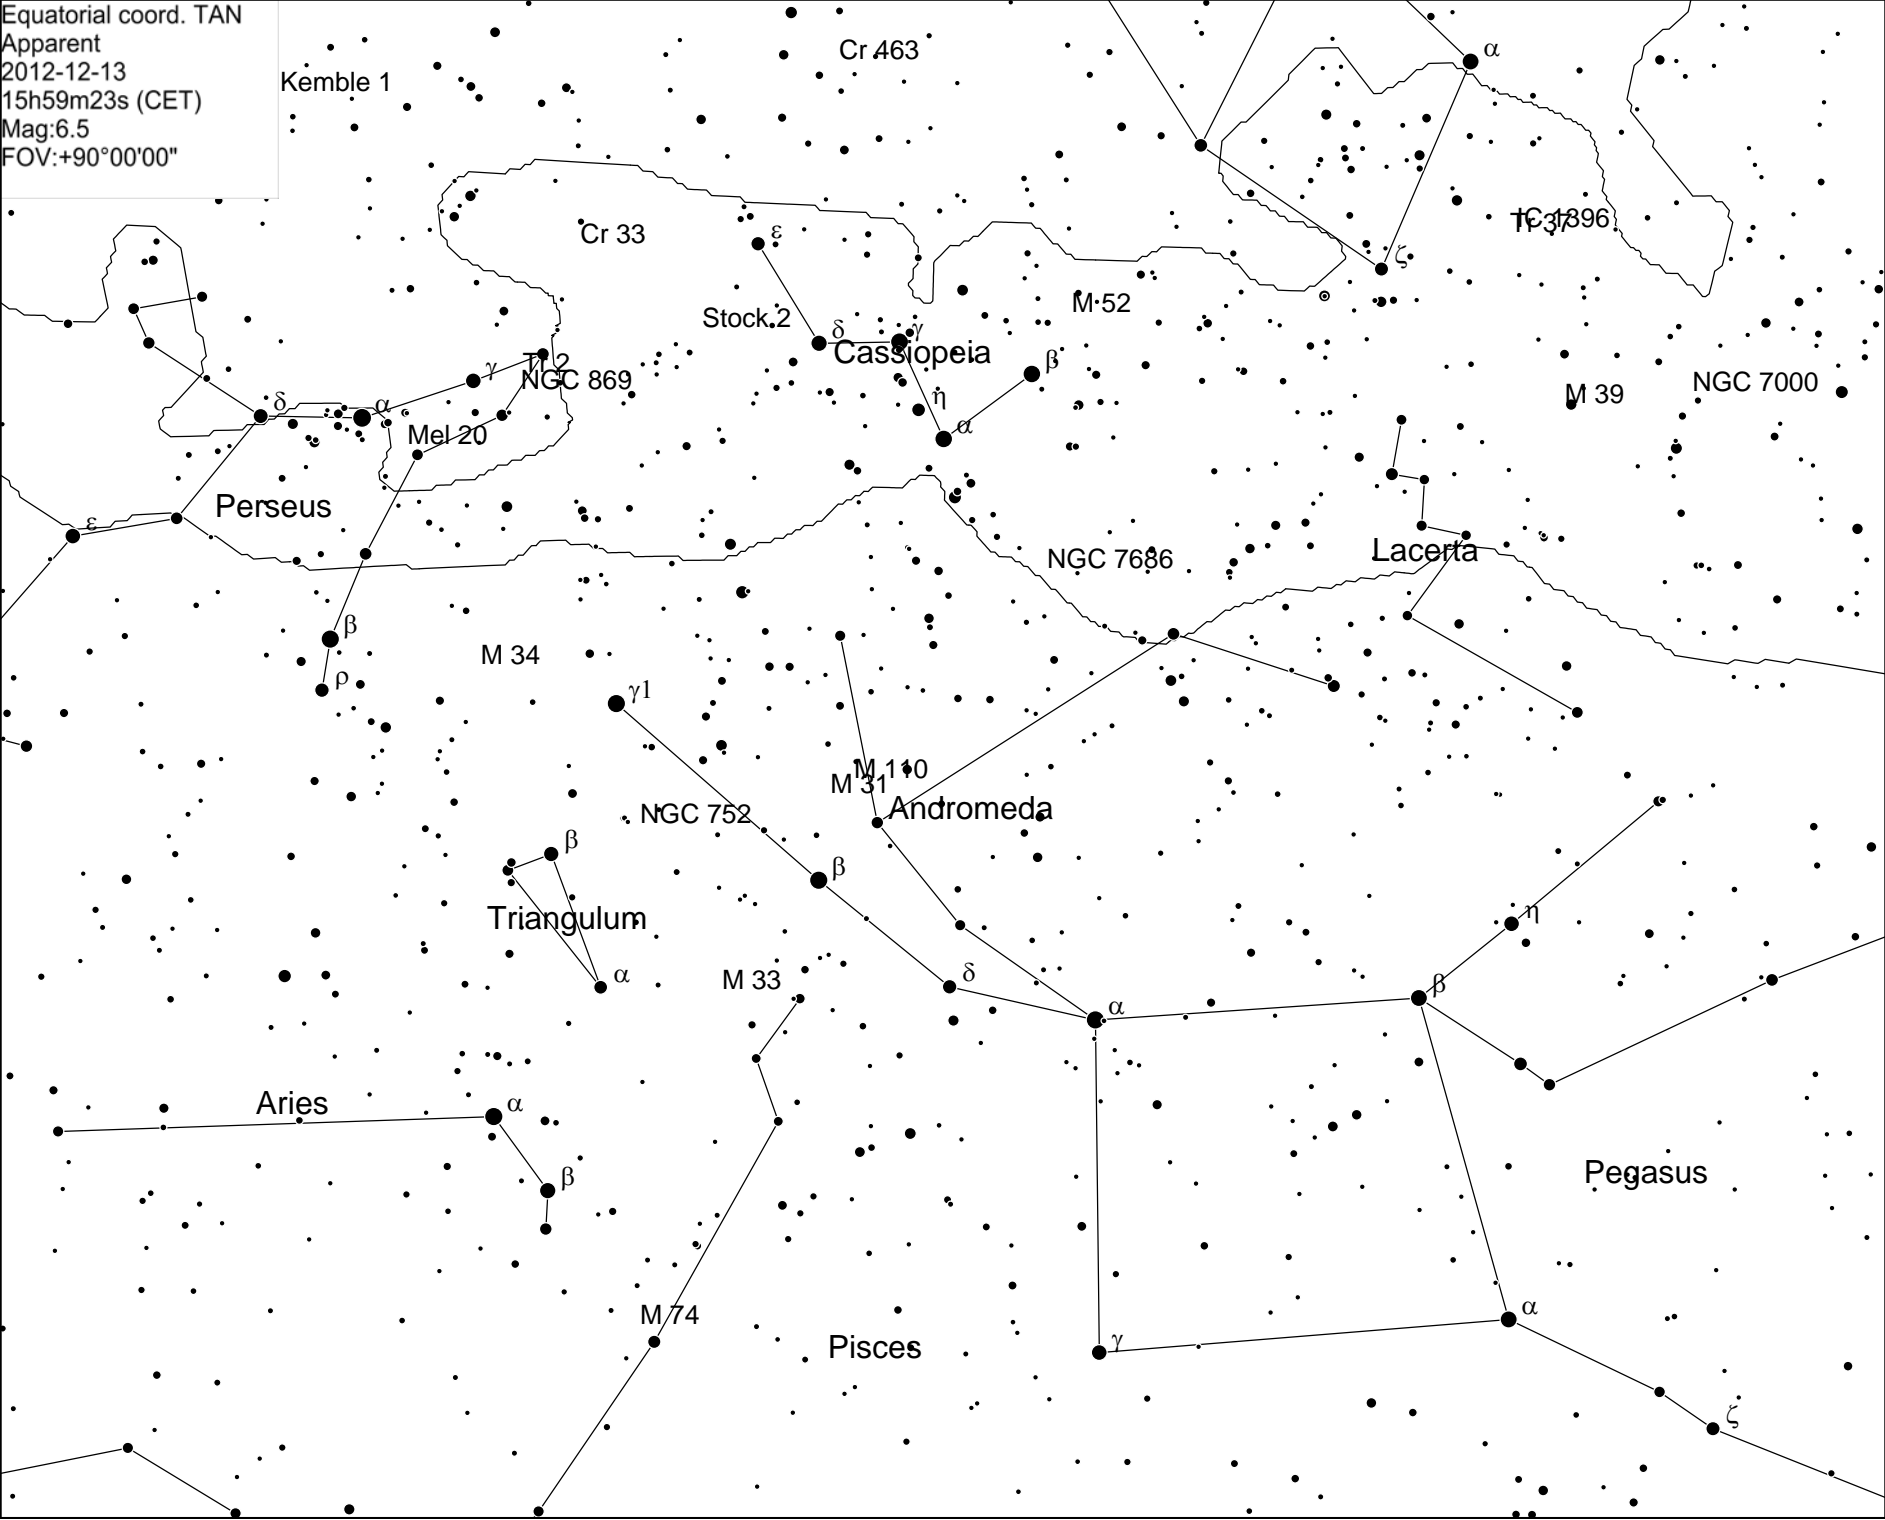 Equatorial coord. TAN
Apparent
2012-12-13
15h59m23s (CET)
Mag:6.5
FOV:+90°00'00"
Kemble 1
Cr 463
α
Cr 33
ε
ζ
Tr 37
IC 1396
Stock 2
M 52
δ
γ
Cassiopeia
β
Tr 2
γ
NGC 869
M 39
NGC 7000
δ
α
η
α
Mel 20
Perseus
ε
NGC 7686
Lacerta
β
M 34
ρ
γ1
M 110
M 31
NGC 752
Andromeda
β
β
Triangulum
η
α
M 33
δ
β
α
Aries
α
β
Pegasus
M 74
Pisces
γ
α
ζ